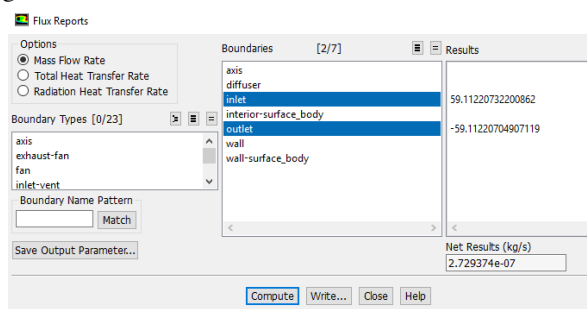 Flux Reports
Options
Mass Flow Rate
Total Heat Transfer Rate
Radiation Heat Transfer Rate
Boundary Types [0/23]
axis
exhaust-fan
fan
inlet-vent
Boundary Name Pattern
Match
Save Output Parameter...
Boundaries [2/7]
axis
diffuser
inlet
interior-surface_body
outlet
wall
wall-surface_body
Results
59.11220732200862
-59.11220704907119
Net Results (kg/s)
2.729374e-07
Compute Write... Close Help